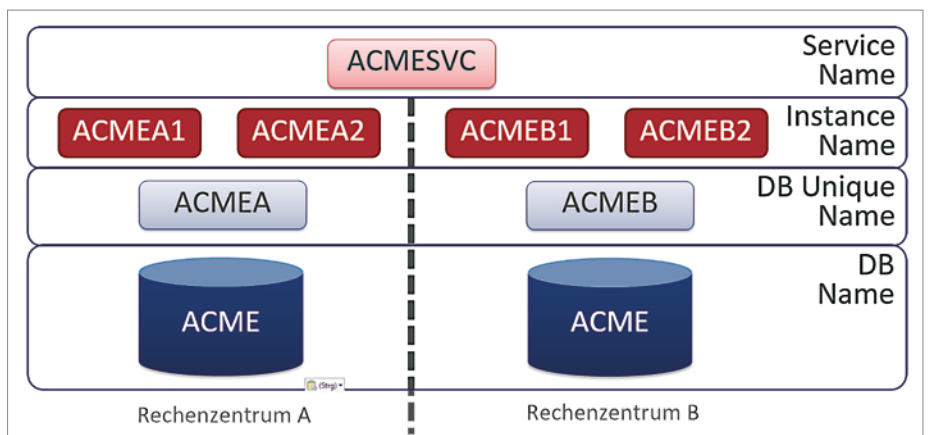 ACMESVC
Service
Name
ACMEA1
ACMEA2
ACMEB1
ACMEB2
Instance
Name
ACMEA
ACMEB
DB Unique
Name
ACME
ACME
DB
Name
(Strg)
Rechenzentrum A
Rechenzentrum B